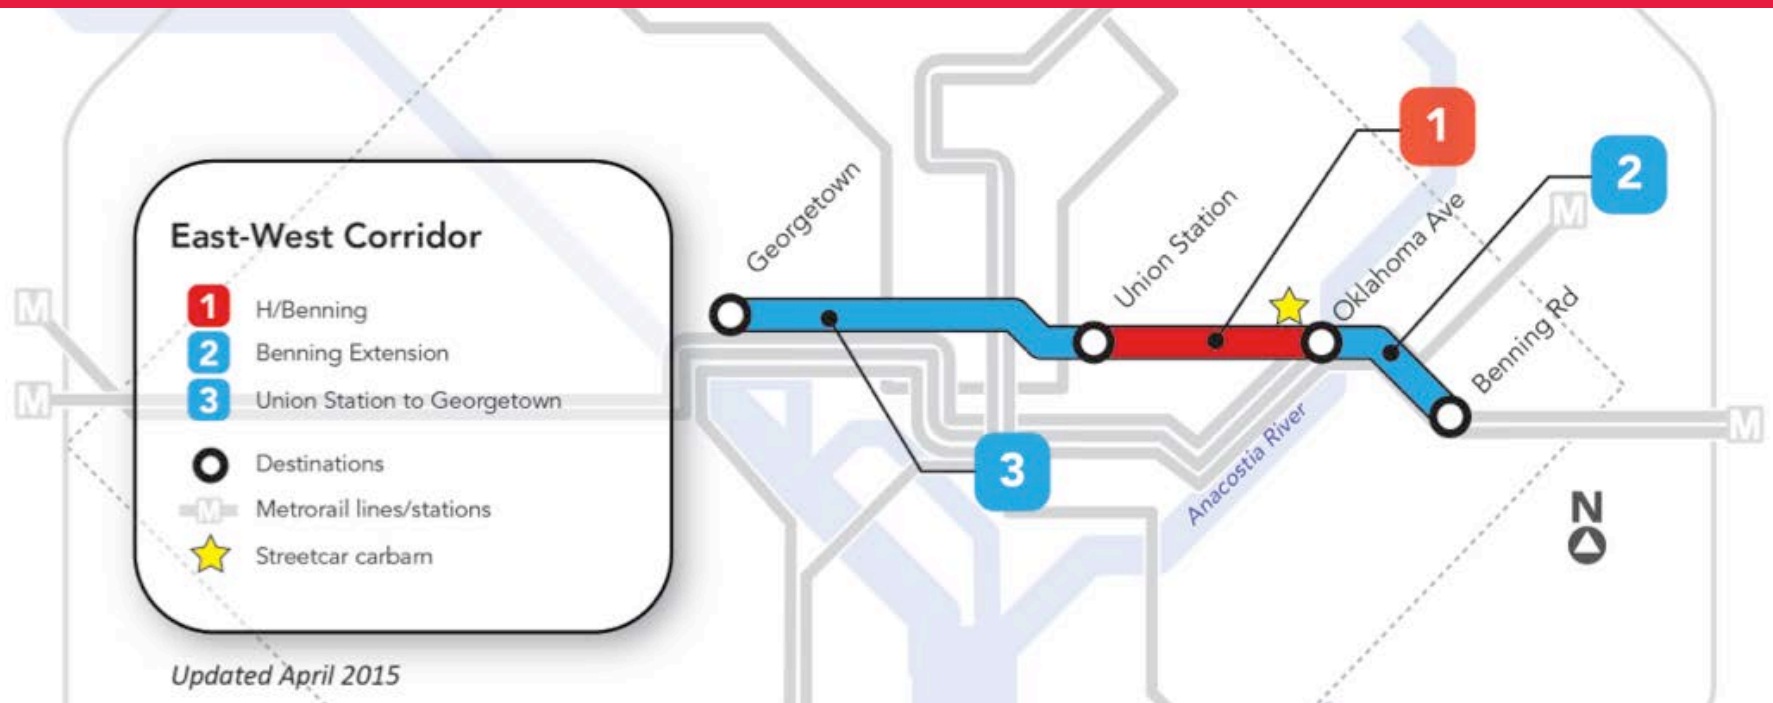 East-West Corridor
1 H/Benning
2 Benning Extension
3 Union Station to Georgetown
Destinations
M Metrorail lines/stations
Streetcar carbarn
Updated April 2015
M
M
Georgetown
Union Station
Oklahoma Ave
Benning Rd
1
2
3
M
M
Anacostia River
N